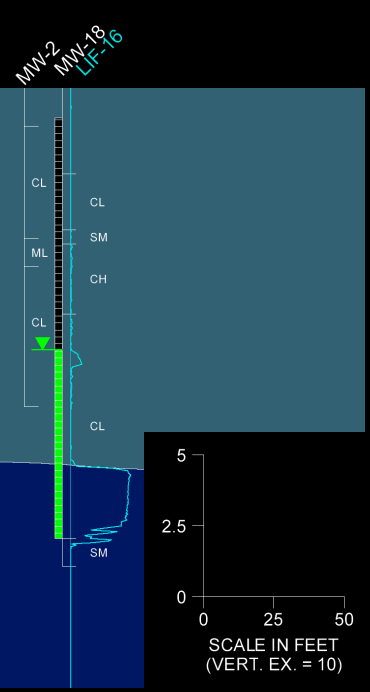 MW-2
MW-18
LIF-16
CL
CL
SM
ML
CH
CL
CL
SM
5
2.5
0
0 25 50
SCALE IN FEET
(VERT. EX. = 10)